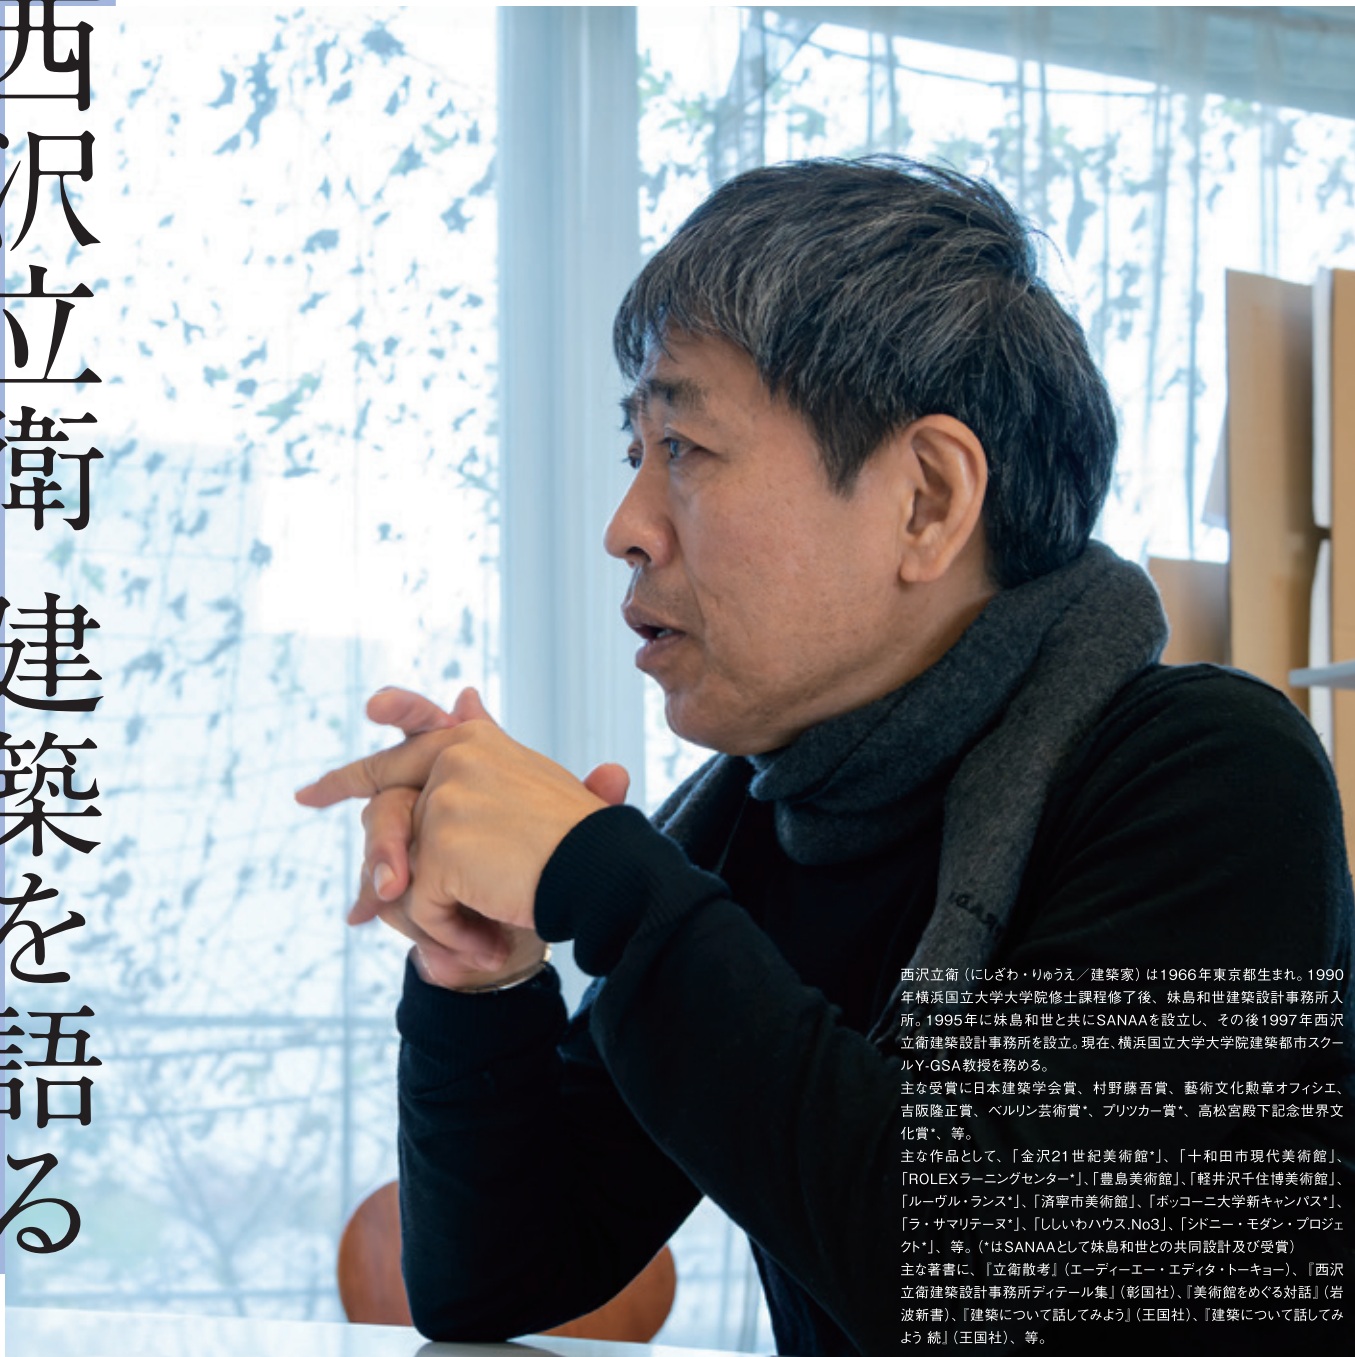 西沢立衛 建築を語る
西沢立衛（にしざわ・りゅうえ／建築家）は1966年東京都生まれ。1990
年横浜国立大学大学院修士課程修了後、妹島和世建築設計事務所入
所。1995年に妹島和世と共にSANAAを設立し、その後1997年西沢
立衛建築設計事務所を設立。現在、横浜国立大学大学院建築都市スクー
ルY-GSA教授を務める。
主な受賞に日本建築学会賞、村野藤吾賞、藝術文化勲章オフィシエ、
吉阪隆正賞、ベルリン芸術賞*、プリツカー賞*、高松宮殿下記念世界文
化賞*、等。
主な作品として、「金沢21世紀美術館*」、「十和田市現代美術館」、
「ROLEXラーニングセンター*」、「豊島美術館」、「軽井沢千住博美術館」、
「ルーヴル・ランス*」、「済寧市美術館」、「ボッコーニ大学新キャンパス*」、
「ラ・サマリテーヌ*」、「ししいわハウス.No3」、「シドニー・モダン・プロジェ
クト*」、等。（*はSANAAとして妹島和世との共同設計及び受賞）
主な著書に、『立衛散考』（エーディーエー・エディタ・トーキョー）、『西沢
立衛建築設計事務所ディテール集』（彰国社）、『美術館をめぐる対話』（岩
波新書）、『建築について話してみよう』（王国社）、『建築について話してみ
よう 続』（王国社）、等。